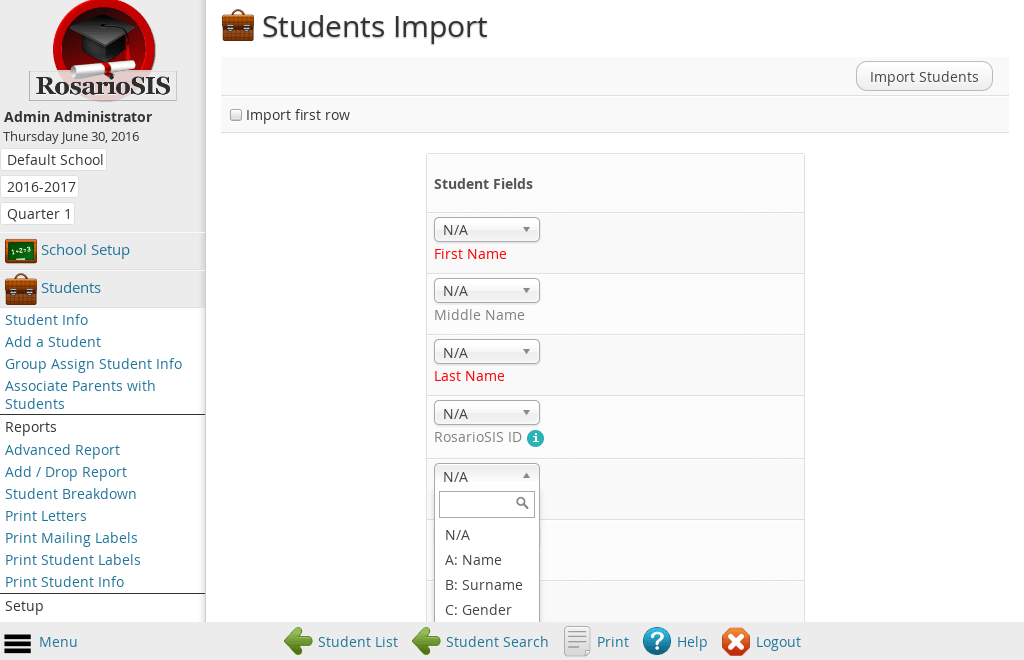 RosarioSIS
Admin Administrator
Thursday June 30, 2016
Default School
2016-2017
Quarter 1
1+2=3
School Setup
Students
Student Info
Add a Student
Group Assign Student Info
Associate Parents with
Students
Reports
Advanced Report
Add / Drop Report
Student Breakdown
Print Letters
Print Mailing Labels
Print Student Labels
Print Student Info
Setup
Students Import
Import Students
Import first row
Student Fields
N/A
First Name
N/A
Middle Name
N/A
Last Name
N/A
RosarioSIS ID i
N/A
N/A
A: Name
B: Surname
C: Gender
Menu
Student List
Student Search
Print
? Help
Logout